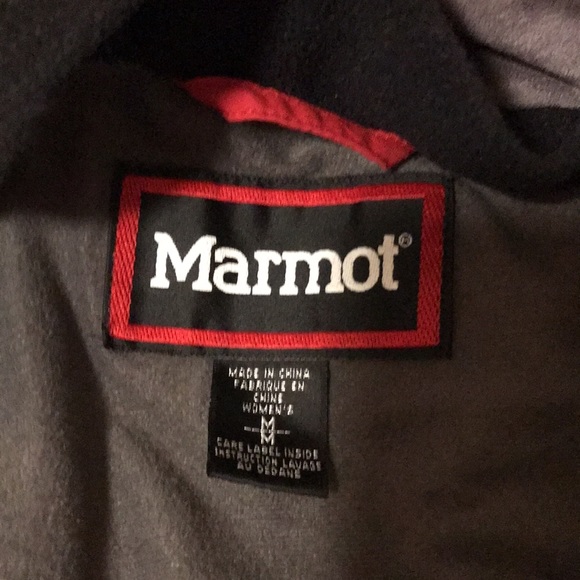 Marmot®
MADE IN CHINA
FABRIQUE EN
CHINE
WOMEN'S
M
M
CARE LABEL INSIDE
INSTRUCTION LAVAGE
AU DEDANS